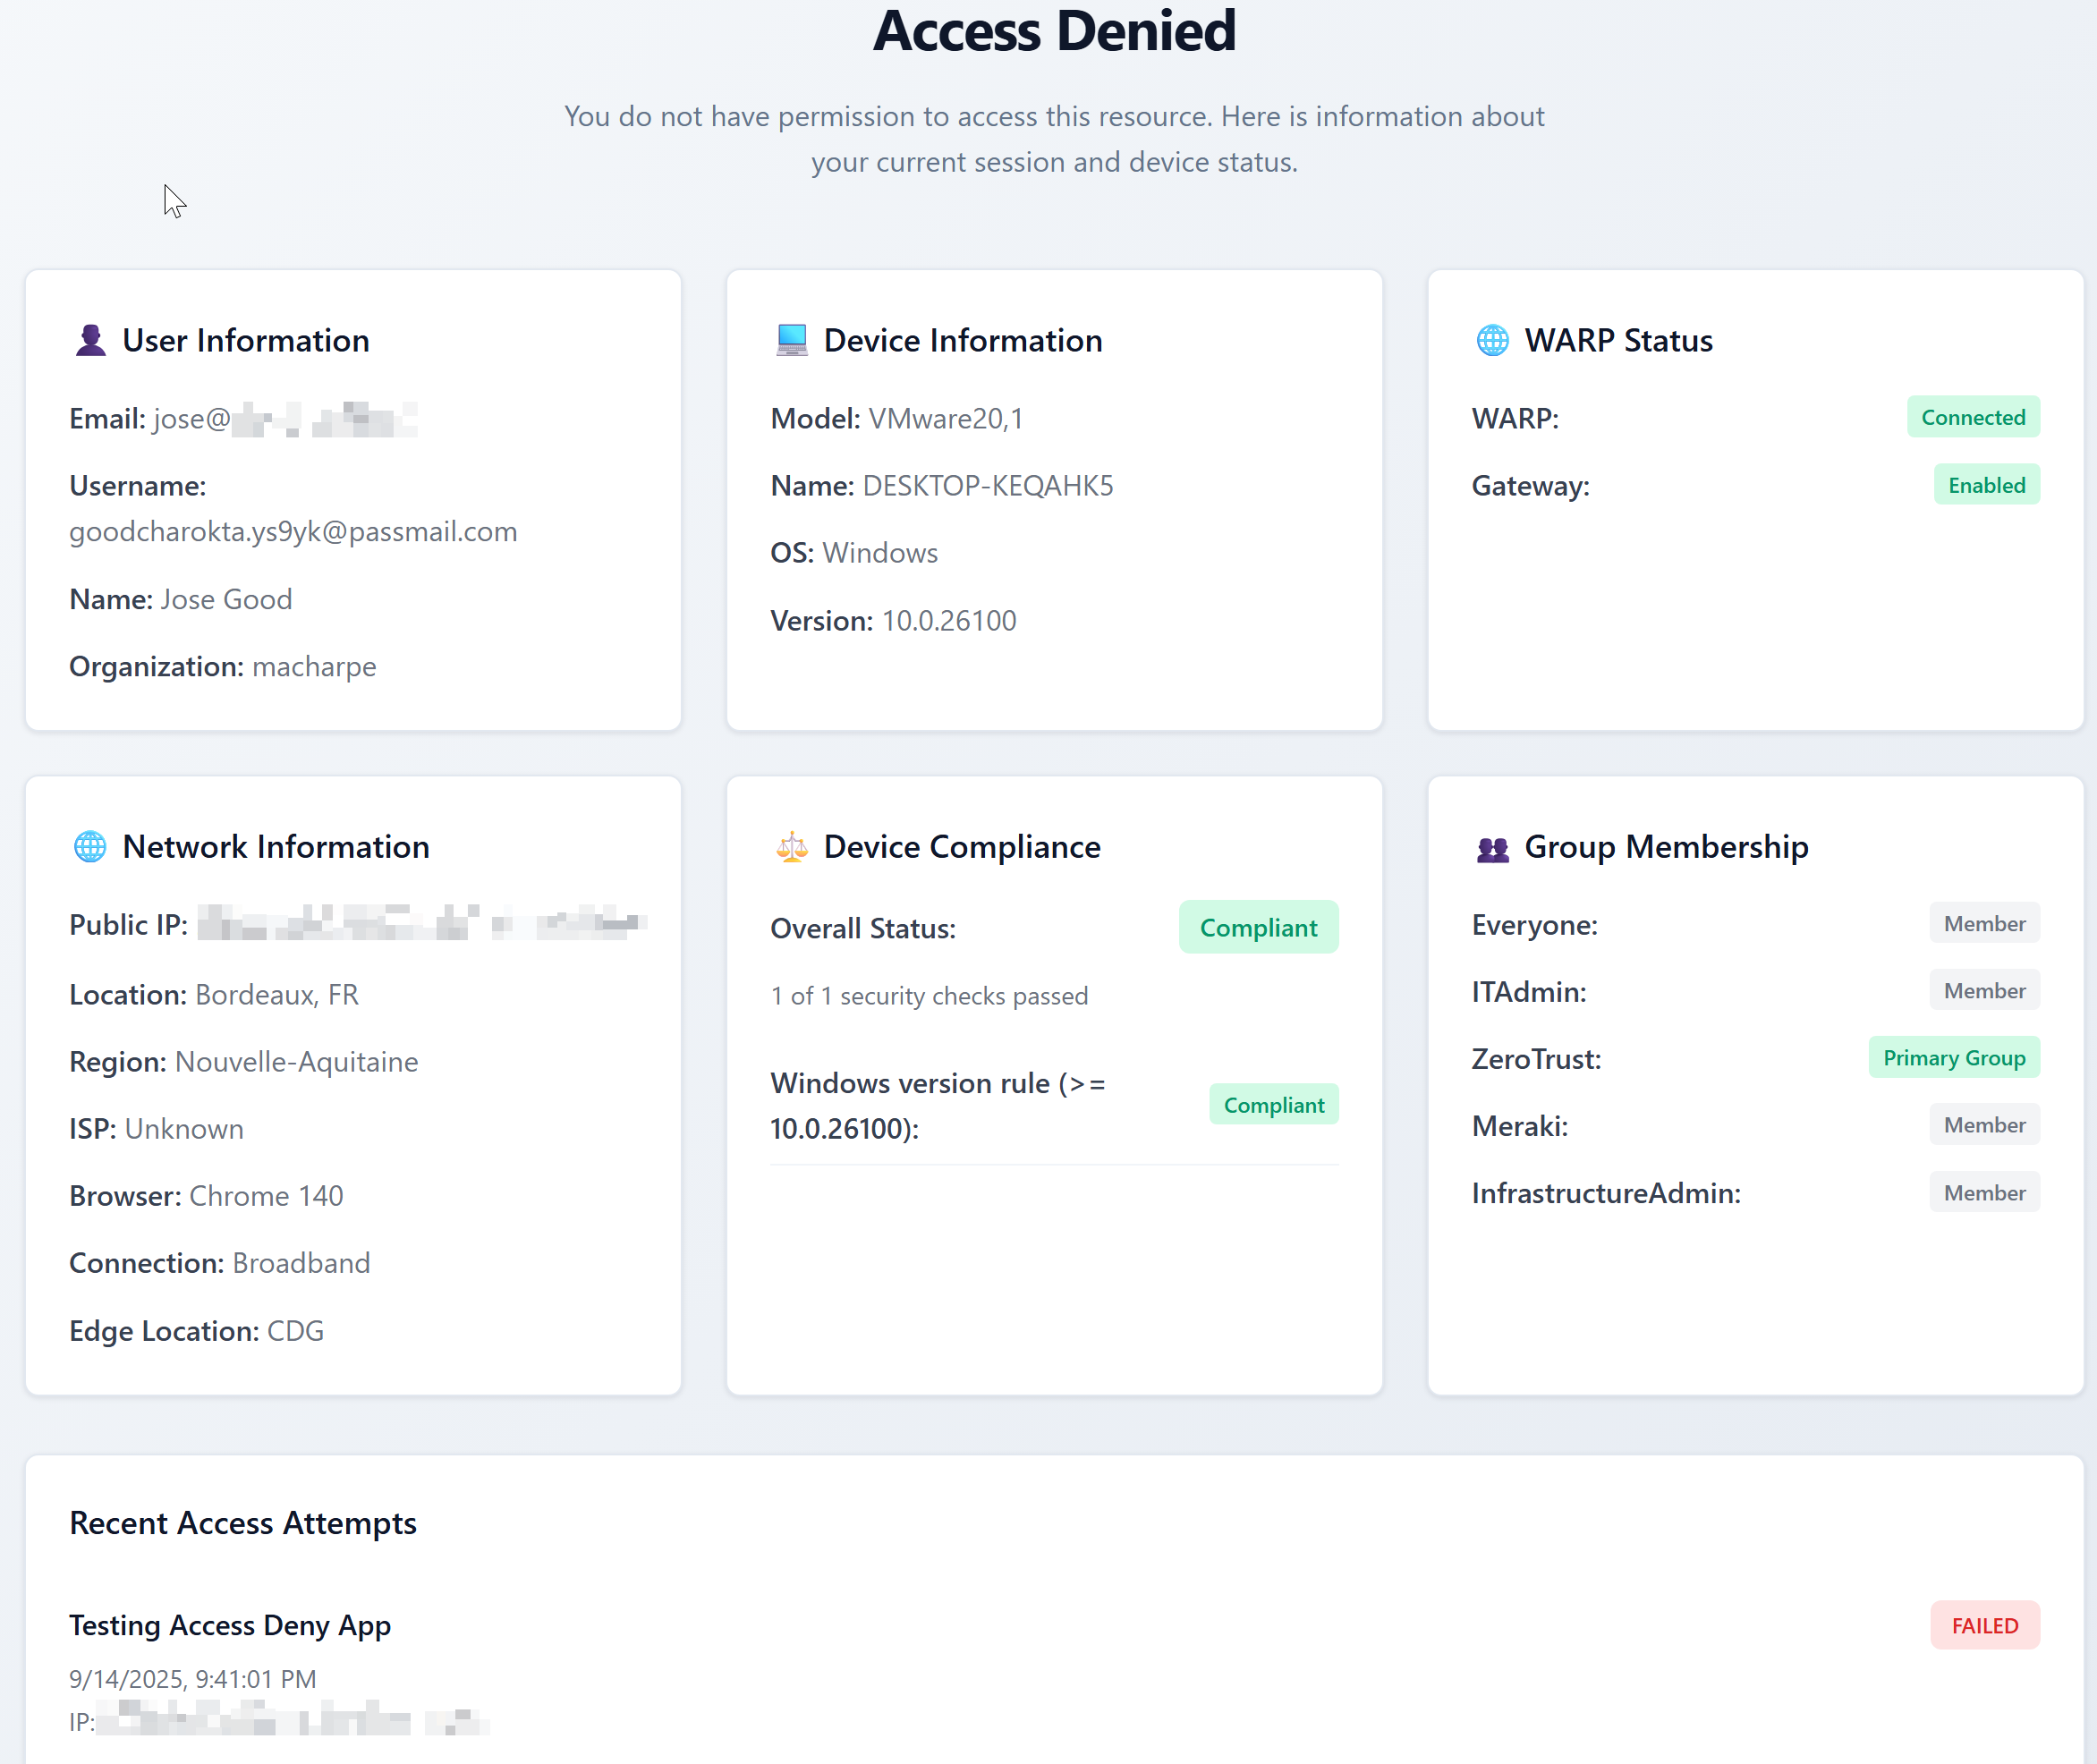 Access Denied
You do not have permission to access this resource. Here is information about
your current session and device status.
User Information
Email: jose@
Username:
goodcharokta.ys9yk@passmail.com
Name: Jose Good
Organization: macharpe
Device Information
Model: VMware20,1
Name: DESKTOP-KEQAHK5
OS: Windows
Version: 10.0.26100
WARP Status
WARP: Connected
Gateway: Enabled
Network Information
Public IP:
Location: Bordeaux, FR
Region: Nouvelle-Aquitaine
ISP: Unknown
Browser: Chrome 140
Connection: Broadband
Edge Location: CDG
Device Compliance
Overall Status: Compliant
1 of 1 security checks passed
Windows version rule (>=
10.0.26100): Compliant
Group Membership
Everyone: Member
ITAdmin: Member
ZeroTrust: Primary Group
Meraki: Member
InfrastructureAdmin: Member
Recent Access Attempts
Testing Access Deny App FAILED
9/14/2025, 9:41:01 PM
IP: